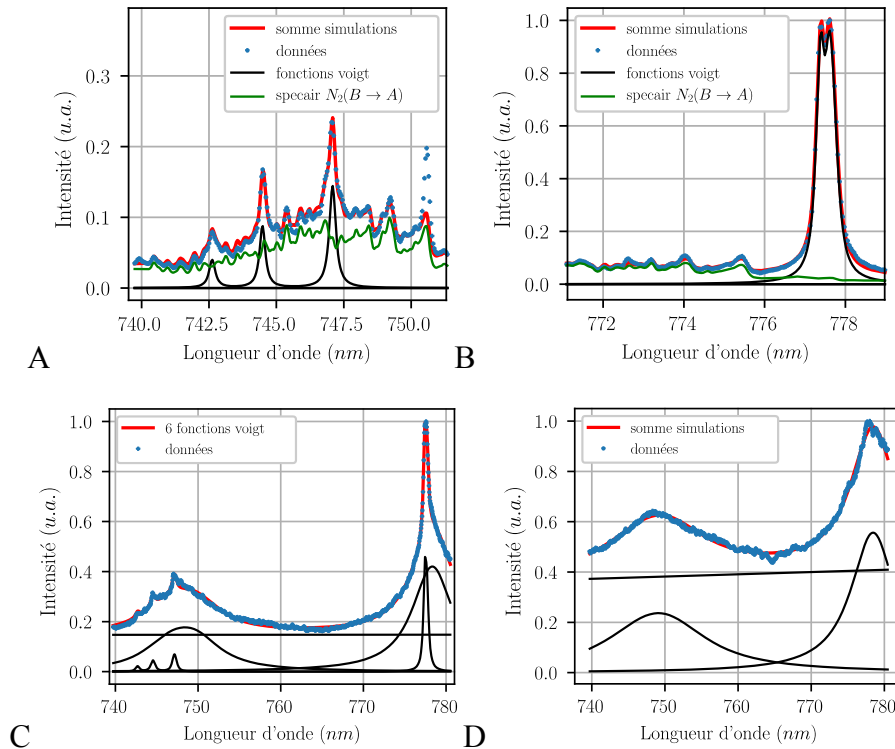 somme simulations
données
fonctions voigt
specair N₂(B → A)
Intensité (u.a.)
0.3
0.2
0.1
0.0
740.0 742.5 745.0 747.5 750.0
Longueur d'onde (nm)
A
somme simulations
données
fonctions voigt
specair N₂(B → A)
Intensité (u.a.)
1.0
0.8
0.6
0.4
0.2
0.0
772 774 776 778
Longueur d'onde (nm)
B
6 fonctions voigt
données
Intensité (u.a.)
1.0
0.8
0.6
0.4
0.2
0.0
740 750 760 770 780
Longueur d'onde (nm)
C
somme simulations
données
Intensité (u.a.)
1.0
0.8
0.6
0.4
0.2
0.0
740 750 760 770 780
Longueur d'onde (nm)
D